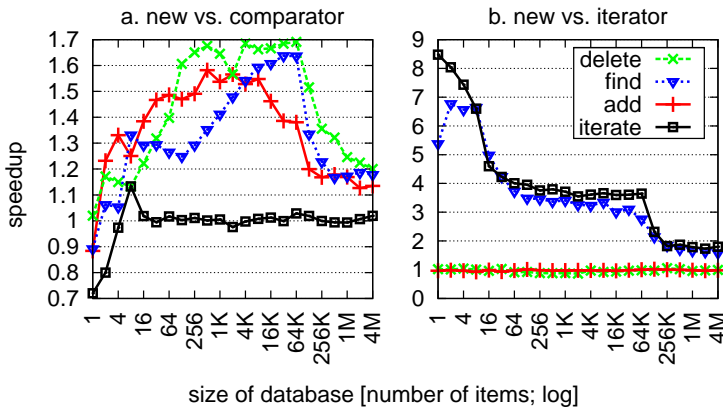 a. new vs. comparator
b. new vs. iterator
speedup
1.7
1.6
1.5
1.4
1.3
1.2
1.1
1
0.9
0.8
0.7
1
4
16
64
256
1K
4K
16K
64K
256K
1M
4M
9
8
7
6
5
4
3
2
1
0
delete
find
add
iterate
1
4
16
64
256
1K
4K
16K
64K
256K
1M
4M
size of database [number of items; log]